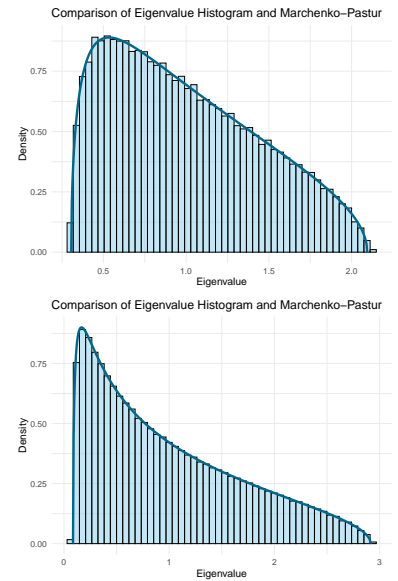 Comparison of Eigenvalue Histogram and Marchenko−Pastur
Density
0.75
0.50
0.25
0.00
0.5 1.0 1.5 2.0
Eigenvalue
Comparison of Eigenvalue Histogram and Marchenko−Pastur
Density
0.75
0.50
0.25
0.00
0 1 2 3
Eigenvalue